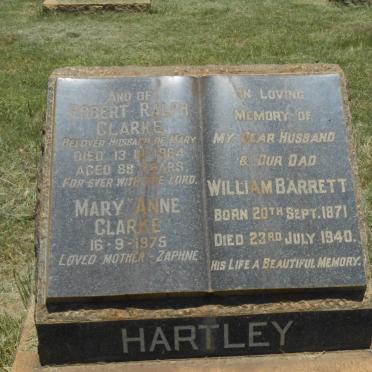 AND OF
ROBERT RALPH
CLARKE
BELOVED HUSBAND OF MARY
DIED 13 1964
AGED 88 YEARS
FOR EVER WITH THE LORD.
MARY ANNE
CLARKE
16-9-1975
LOVED MOTHER - ZAPHNE
IN LOVING
MEMORY OF
MY DEAR HUSBAND
& OUR DAD
WILLIAM BARRETT
BORN 20TH SEPT. 1871
DIED 23RD JULY 1940.
HIS LIFE A BEAUTIFUL MEMORY.
HARTLEY